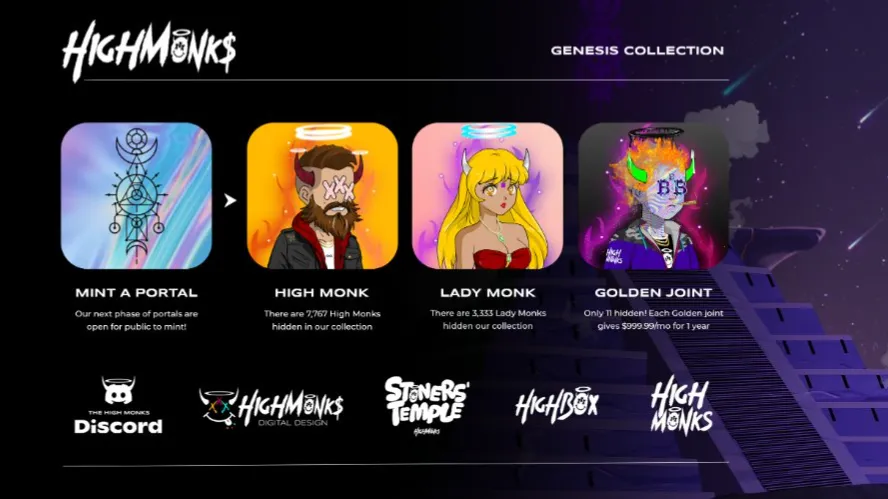 HIGHMONK$
GENESIS COLLECTION
MINT A PORTAL
Our next phase of portals are
open for public to mint!
HIGH MONK
There are 7,767 High Monks
hidden in our collection
LADY MONK
There are 3,333 Lady Monks
hidden our collection
HIGH
MONKS
GOLDEN JOINT
Only 11 hidden! Each Golden joint
gives $999.99/mo for 1 year
THE HIGH MONKS
Discord
HIGHMONK$
DIGITAL DESIGN
STONERS'
TEMPLE
HIGHMONKS
HIGHBOX
HIGH
MONKS